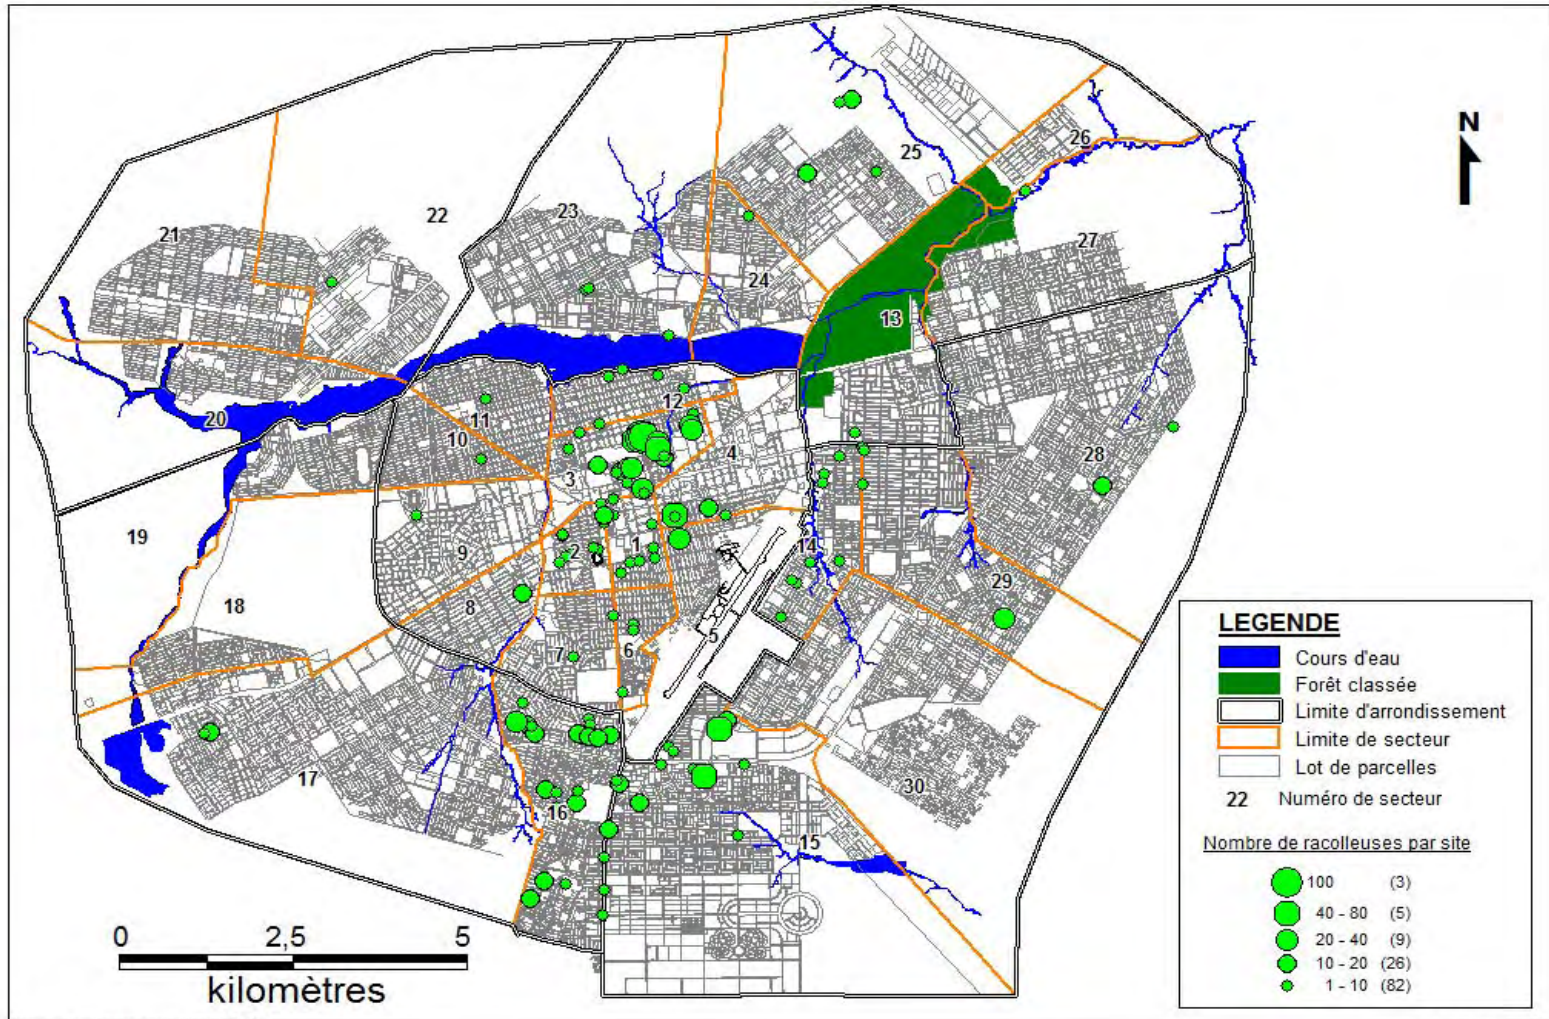 N
26
25
23
22
21
27
24
13
20
12
11
10
4
28
3
19
9
1
2
14
29
8
18
5
6
7
17
30
16
15
0 2,5 5
kilomètres
LEGENDE
Cours d'eau
Forêt classée
Limite d'arrondissement
Limite de secteur
Lot de parcelles
22 Numéro de secteur
Nombre de racolleuses par site
100 (3)
40 - 80 (5)
20 - 40 (9)
10 - 20 (26)
1 - 10 (82)